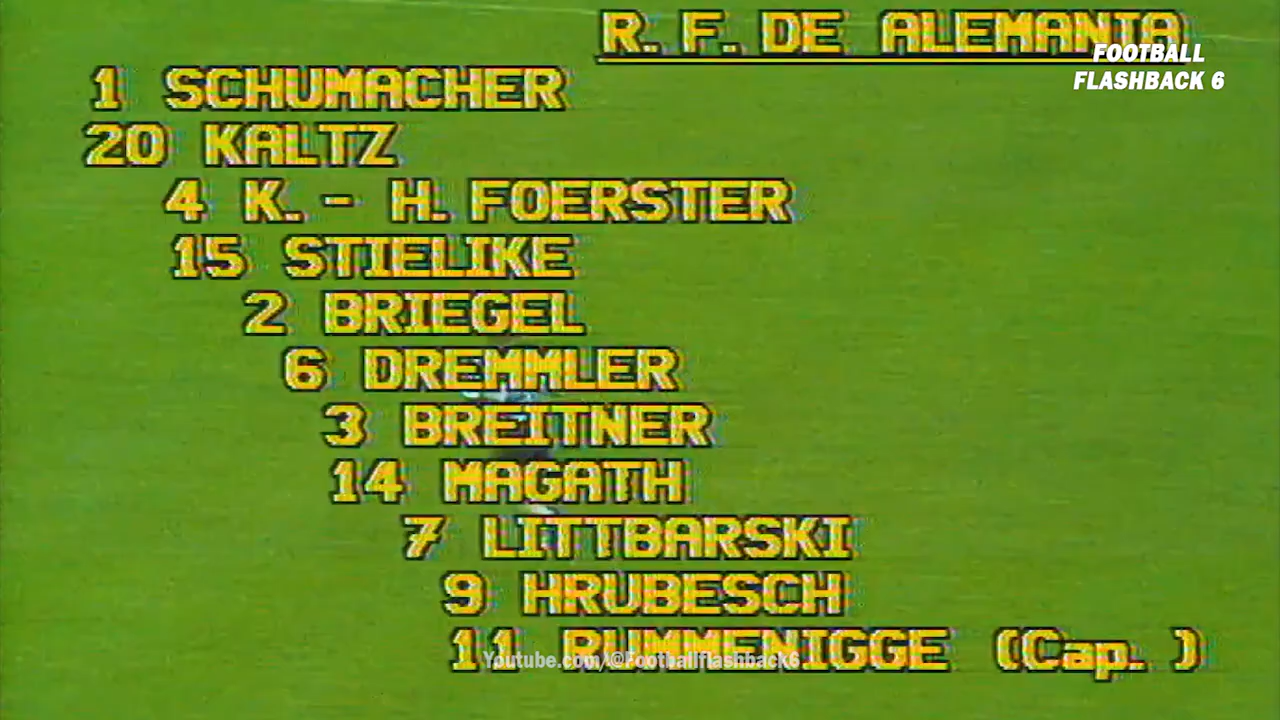 R. F. DE ALEMANIA
FOOTBALL
FLASHBACK 6
1 SCHUMACHER
20 KALTZ
4 K. - H. FOERSTER
15 STIELIKE
2 BRIEGEL
6 DREMMLER
3 BREITNER
14 MAGATH
7 LITTBARSKI
9 HRUBESCH
11 RUMMENIGGE (Cap. )
Youtube.com/@Footballflashback6